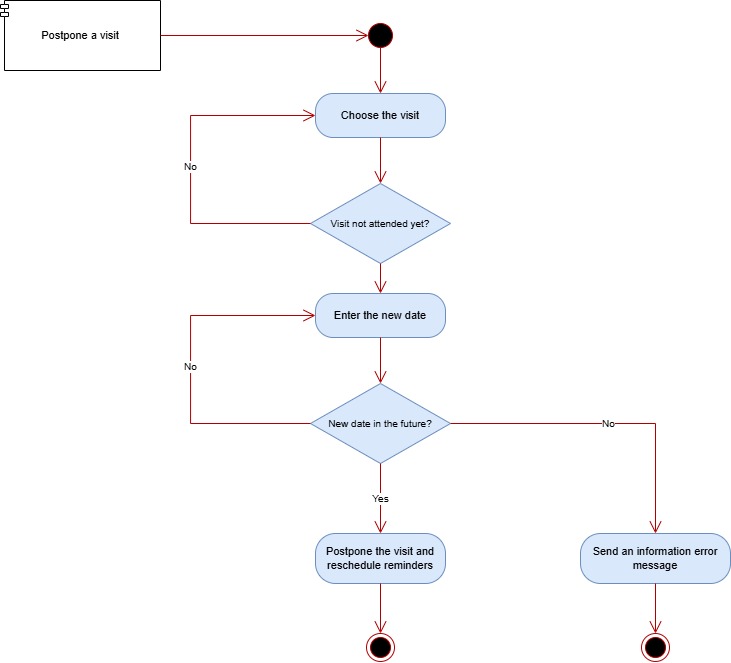 Postpone a visit
Choose the visit
No
Visit not attended yet?
Enter the new date
No
New date in the future?
No
Yes
Postpone the visit and
reschedule reminders
Send an information error
message